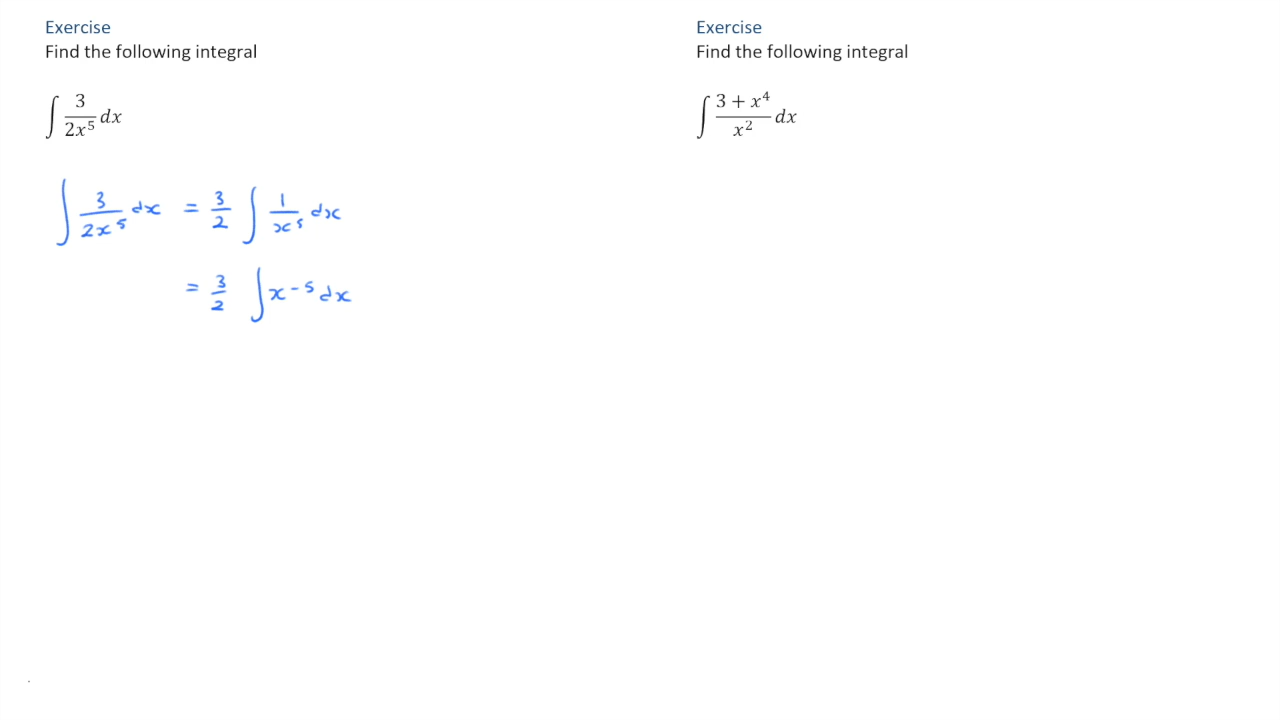 Exercise
Find the following integral
∫ 3/(2x⁵) dx
∫ 3/(2x⁵) dx = 3/2 ∫ 1/x⁵ dx
= 3/2 ∫ x⁻⁵ dx
Exercise
Find the following integral
∫ (3 + x⁴)/x² dx